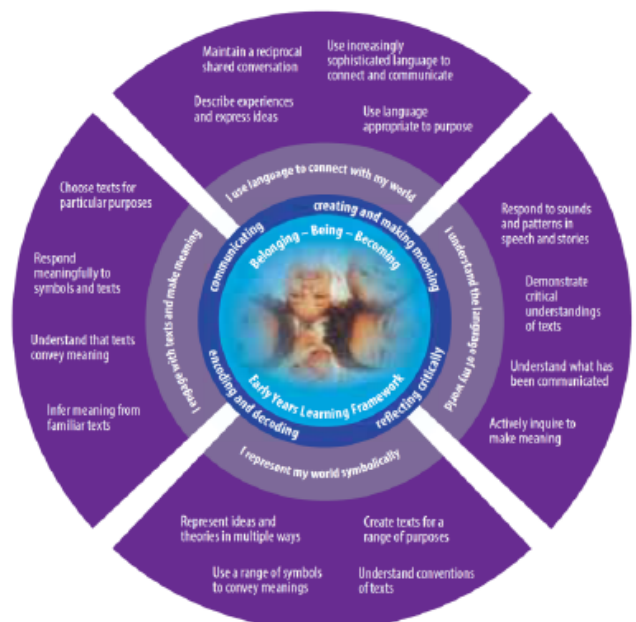 Maintain a reciprocal
shared conversation
Use increasingly
sophisticated language to
connect and communicate
Describe experiences
and express ideas
Use language
appropriate to purpose
I use language to connect with my world
Respond to sounds
and patterns in
speech and stories
Demonstrate
critical
understandings
of texts
Understand what has
been communicated
Actively inquire to
make meaning
I understand the language of my world
Represent ideas and
theories in multiple ways
Create texts for a
range of purposes
Use a range of symbols
to convey meanings
Understand conventions
of texts
I represent my world symbolically
Choose texts for
particular purposes
Respond
meaningfully to
symbols and texts
Understand that texts
convey meaning
Infer meaning from
familiar texts
I engage with texts and make meaning
communicating
creating and making meaning
reflecting critically
encoding and decoding
Belonging – Being – Becoming
Early Years Learning Framework